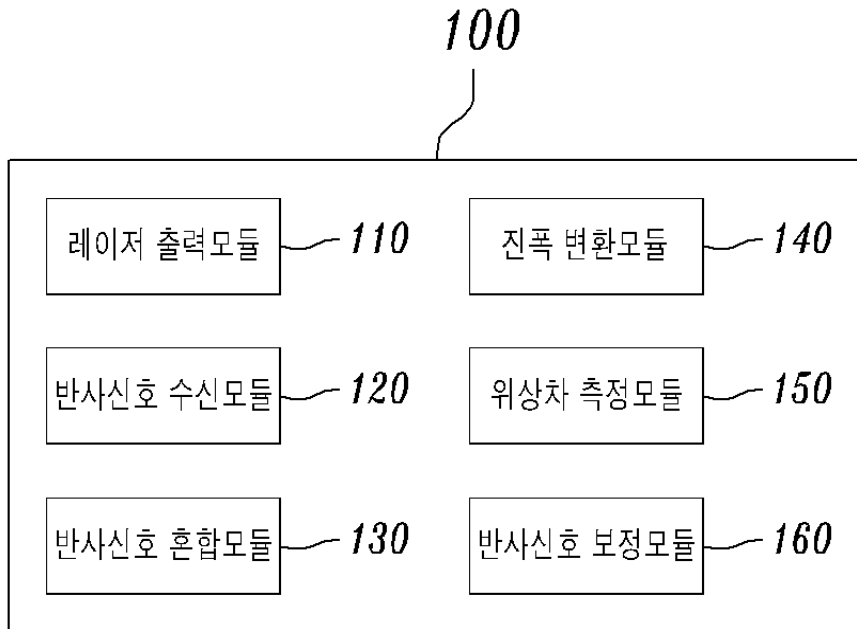 100
레이저 출력모듈
110
진폭 변환모듈
140
반사신호 수신모듈
120
위상차 측정모듈
150
반사신호 혼합모듈
130
반사신호 보정모듈
160